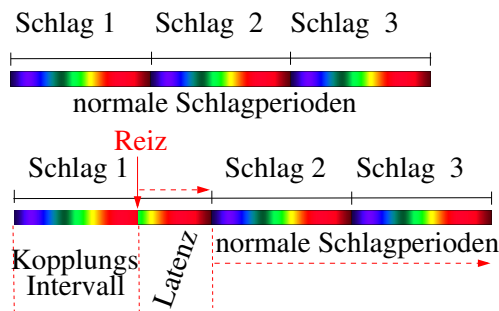 Schlag 1 Schlag 2 Schlag 3
normale Schlagperioden
Reiz
Schlag 1 Schlag 2 Schlag 3
normale Schlagperioden
Kopplungs
Intervall
Latenz